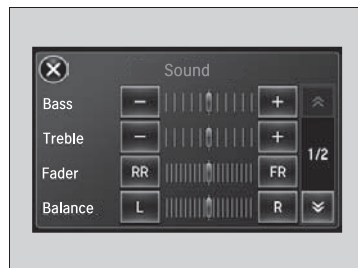 Sound
Bass − +
Treble − +
1/2
Fader RR FR
Balance L R